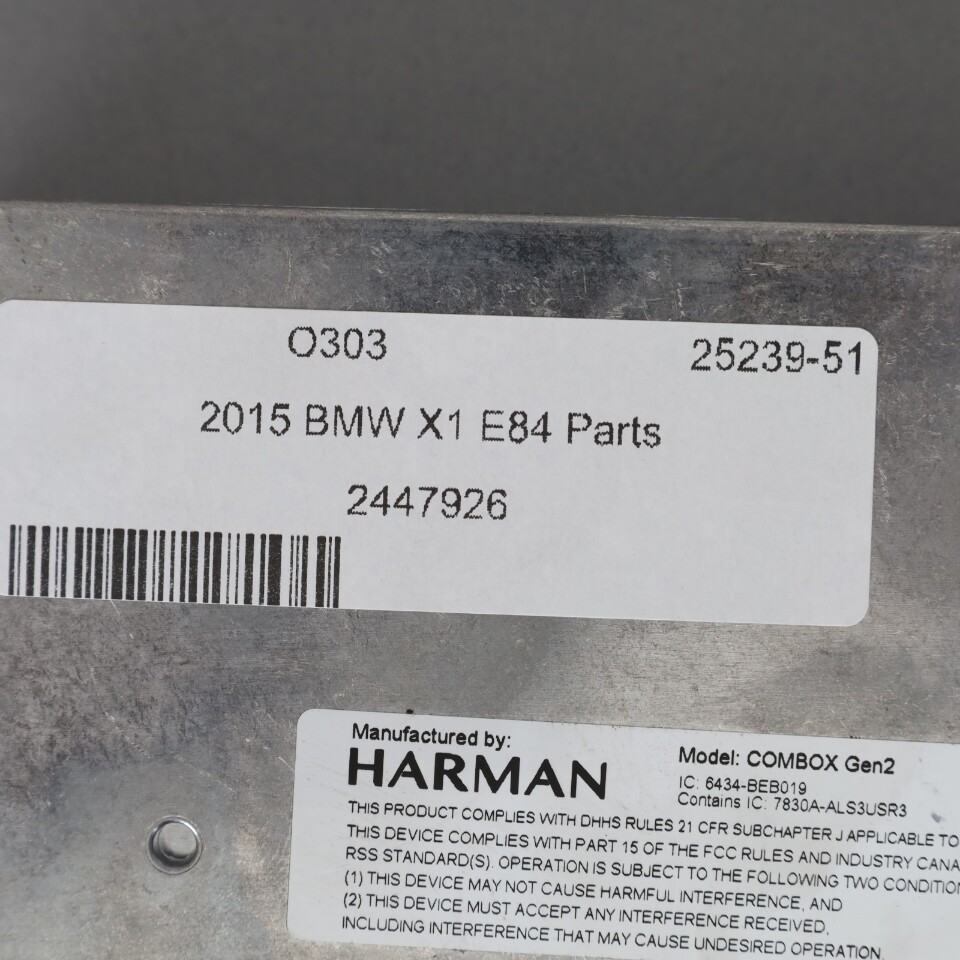 O303 25239-51
2015 BMW X1 E84 Parts
2447926
Manufactured by:
HARMAN
Model: COMBOX Gen2
IC: 6434-BEB019
Contains IC: 7830A-ALS3USR3
THIS PRODUCT COMPLIES WITH DHHS RULES 21 CFR SUBCHAPTER J APPLICABLE TO
THIS DEVICE COMPLIES WITH PART 15 OF THE FCC RULES AND INDUSTRY CANA
RSS STANDARD(S). OPERATION IS SUBJECT TO THE FOLLOWING TWO CONDITION
(1) THIS DEVICE MAY NOT CAUSE HARMFUL INTERFERENCE, AND
(2) THIS DEVICE MUST ACCEPT ANY INTERFERENCE RECEIVED,
INCLUDING INTERFERENCE THAT MAY CAUSE UNDESIRED OPERATION.